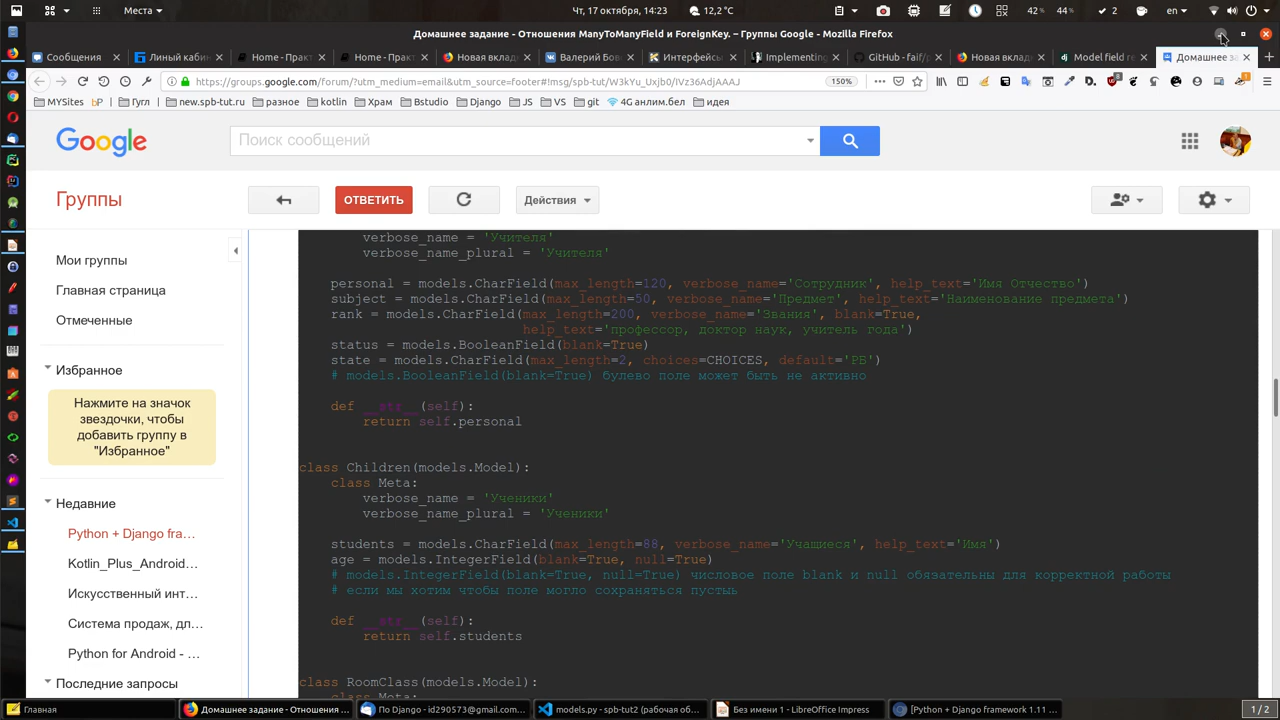 Места
Чт, 17 октября, 14:23
12,2°C
42 %
44%
2
en
Домашнее задание - Отношения ManyToManyField и ForeignKey. – Группы Google - Mozilla Firefox
Сообщения
Линый кабин
Home - Python
Home - Python
Новая вкладк
Валерий Бов
Интерфейсы
Implementing
GitHub - faif/p
Новая вкладк
Model field re
Домашнее за
https://groups.google.com/forum/?utm_medium=email&utm_source=footer#!msg/spb-tut/W3kYu_Uxjb0/IVz36AdjAAAJ
150%
MYSites
bP
Гугл
new.spb-tut.ru
разное
kotlin
Храм
Bstudio
Django
JS
VS
git
4G анлим.бел
идея
Google
Поиск сообщений
Группы
ОТВЕТИТЬ
Действия
Мои группы
Главная страница
Отмеченные
Избранное
Нажмите на значок
звездочки, чтобы
добавить группу в
"Избранное"
Недавние
Python + Django fra...
Kotlin_Plus_Android...
Искусственный инт...
Система продаж, дл...
Python for Android - ...
Последние запросы
verbose_name = 'Учителя'
verbose_name_plural = 'Учителя'
personal = models.CharField(max_length=120, verbose_name='Сотрудник', help_text='Имя Отчество')
subject = models.CharField(max_length=50, verbose_name='Предмет', help_text='Наименование предмета')
rank = models.CharField(max_length=200, verbose_name='Звания', blank=True,
help_text='профессор, доктор наук, учитель года')
status = models.BooleanField(blank=True)
state = models.CharField(max_length=2, choices=CHOICES, default='РБ')
# models.BooleanField(blank=True) булево поле может быть не активно
def __str__(self):
return self.personal
class Children(models.Model):
class Meta:
verbose_name = 'Ученики'
verbose_name_plural = 'Ученики'
students = models.CharField(max_length=88, verbose_name='Учащиеся', help_text='Имя')
age = models.IntegerField(blank=True, null=True)
# models.IntegerField(blank=True, null=True) числовое поле blank и null обязательны для корректной работы
# если мы хотим чтобы поле могло сохраняться пустыь
def __str__(self):
return self.students
class RoomClass(models.Model):
class Meta:
Главная
Домашнее задание - Отношения ...
По Django - id290573@gmail.com...
models.py - spb-tut2 (рабочая об...
Без имени 1 - LibreOffice Impress
[Python + Django framework 1.11 ...
1 / 2